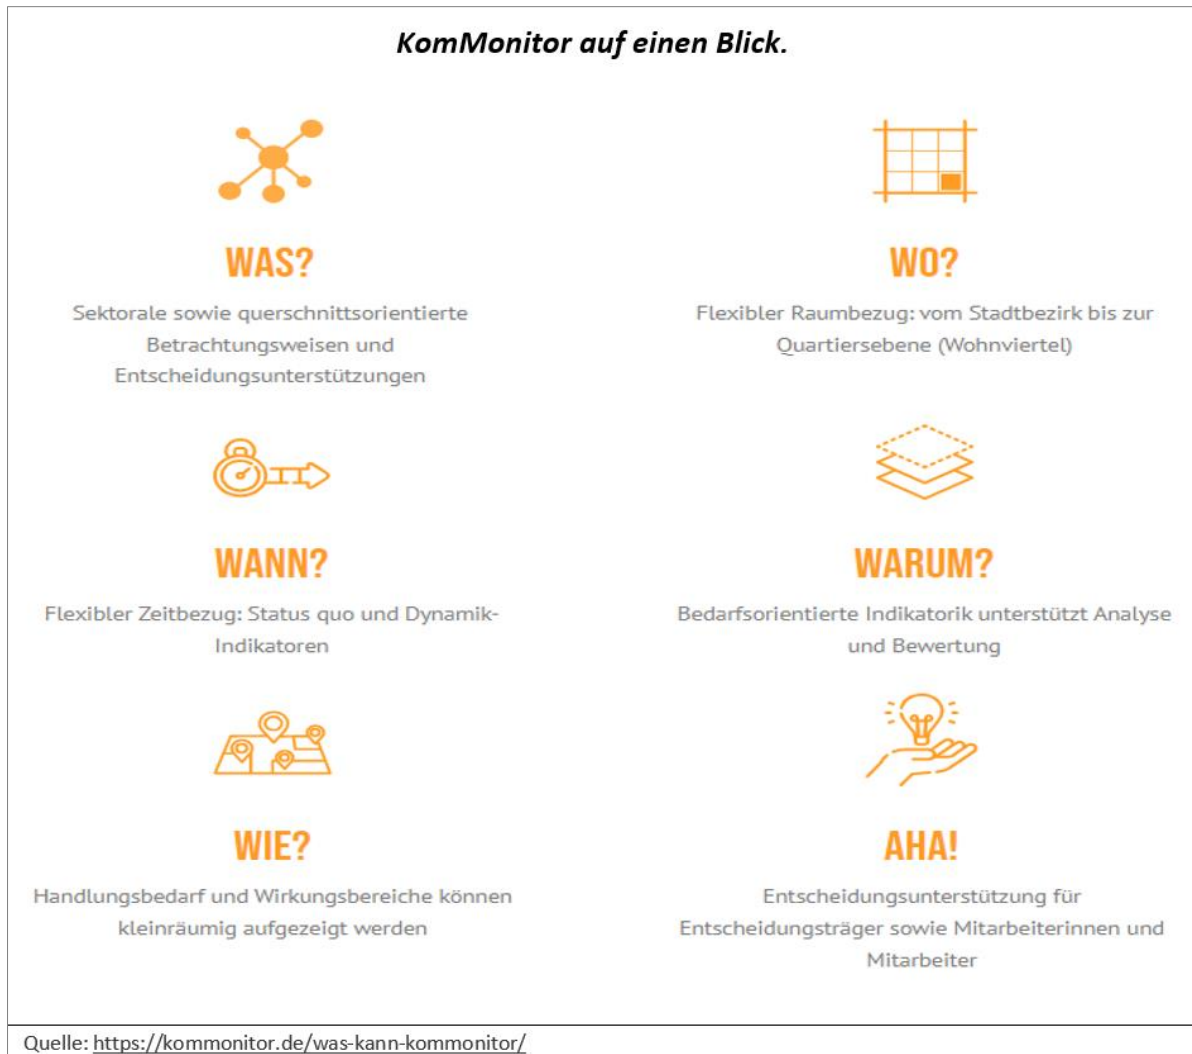 KomMonitor auf einen Blick.
WAS?
Sektorale sowie querschnittsorientierte
Betrachtungsweisen und
Entscheidungsunterstützungen
WO?
Flexibler Raumbezug: vom Stadtbezirk bis zur
Quartiersebene (Wohnviertel)
WANN?
Flexibler Zeitbezug: Status quo und Dynamik-
Indikatoren
WARUM?
Bedarfsorientierte Indikatorik unterstützt Analyse
und Bewertung
WIE?
Handlungsbedarf und Wirkungsbereiche können
kleinräumig aufgezeigt werden
AHA!
Entscheidungsunterstützung für
Entscheidungsträger sowie Mitarbeiterinnen und
Mitarbeiter
Quelle: https://kommonitor.de/was-kann-kommonitor/